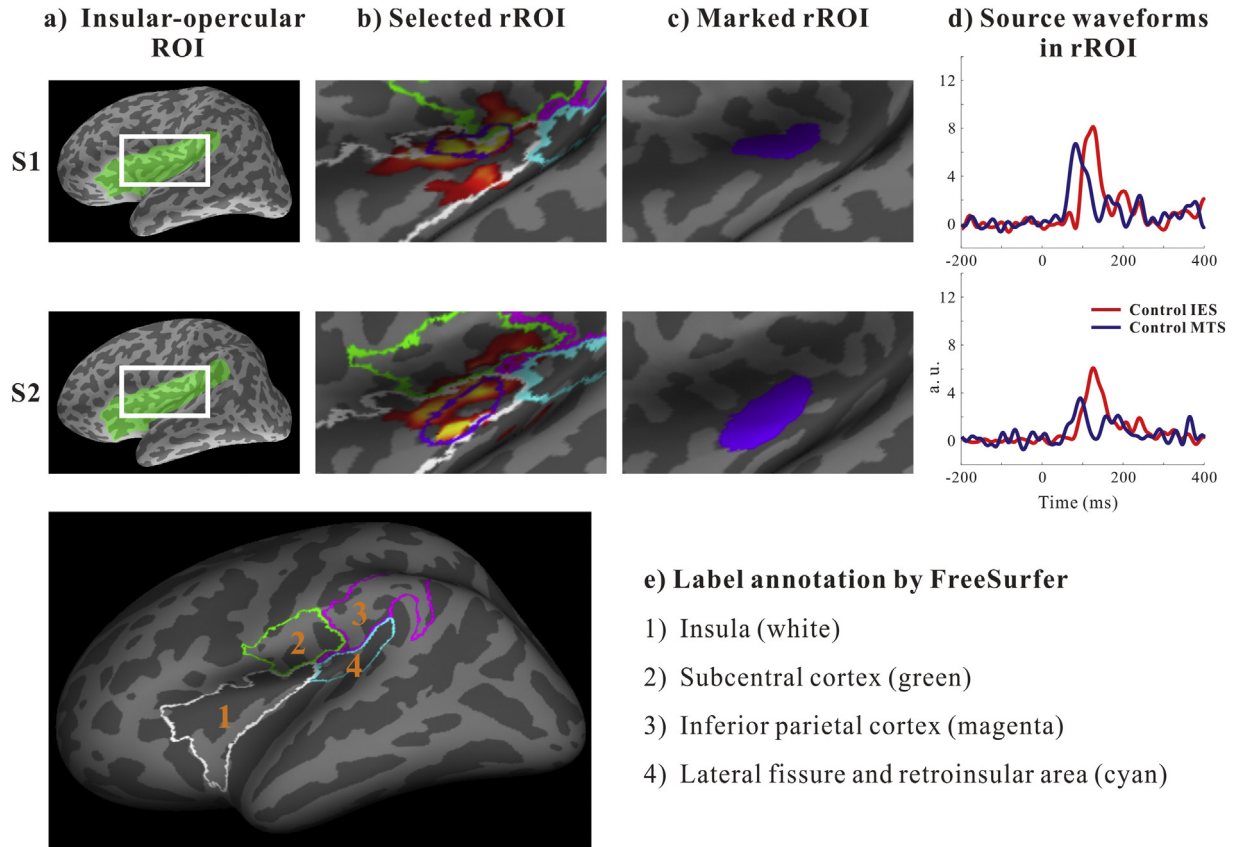 a) Insular-opercular
ROI
b) Selected rROI
c) Marked rROI
d) Source waveforms
in rROI
S1
14
12
8
4
0
-200
0
200
400
S2
14
12
8
4
0
a. u.
Control IES
Control MTS
-200
0
200
400
Time (ms)
1
2
3
4
e) Label annotation by FreeSurfer
1) Insula (white)
2) Subcentral cortex (green)
3) Inferior parietal cortex (magenta)
4) Lateral fissure and retroinsular area (cyan)